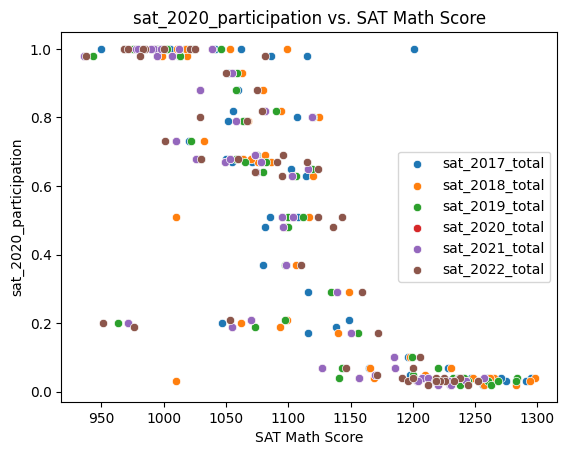 sat_2020_participation vs. SAT Math Score
sat_2020_participation
1.0
0.8
0.6
0.4
0.2
0.0
sat_2017_total
sat_2018_total
sat_2019_total
sat_2020_total
sat_2021_total
sat_2022_total
950 1000 1050 1100 1150 1200 1250 1300
SAT Math Score